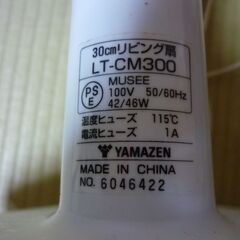 30cmリビング扇
LT-CM300
MUSEE
PS E 100V 50/60Hz
42/46W
温度ヒューズ 115℃
電流ヒューズ 1A
YAMAZEN
MADE IN CHINA
NO. 6046422